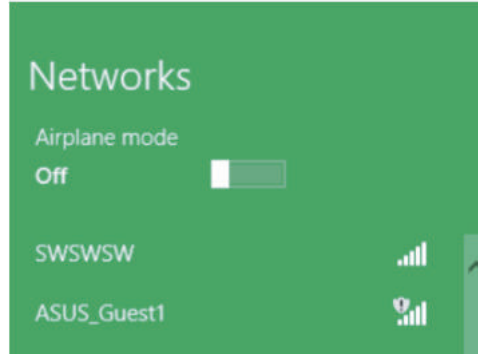 Networks
Airplane mode
Off
SWSWSW
ASUS_Guest1